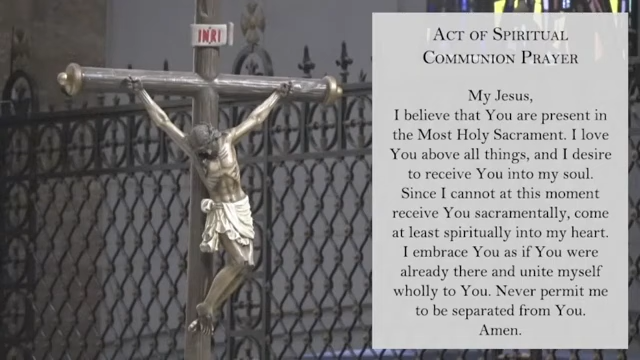 INRI
Act of Spiritual
Communion Prayer
My Jesus,
I believe that You are present in
the Most Holy Sacrament. I love
You above all things, and I desire
to receive You into my soul.
Since I cannot at this moment
receive You sacramentally, come
at least spiritually into my heart.
I embrace You as if You were
already there and unite myself
wholly to You. Never permit me
to be separated from You.
Amen.